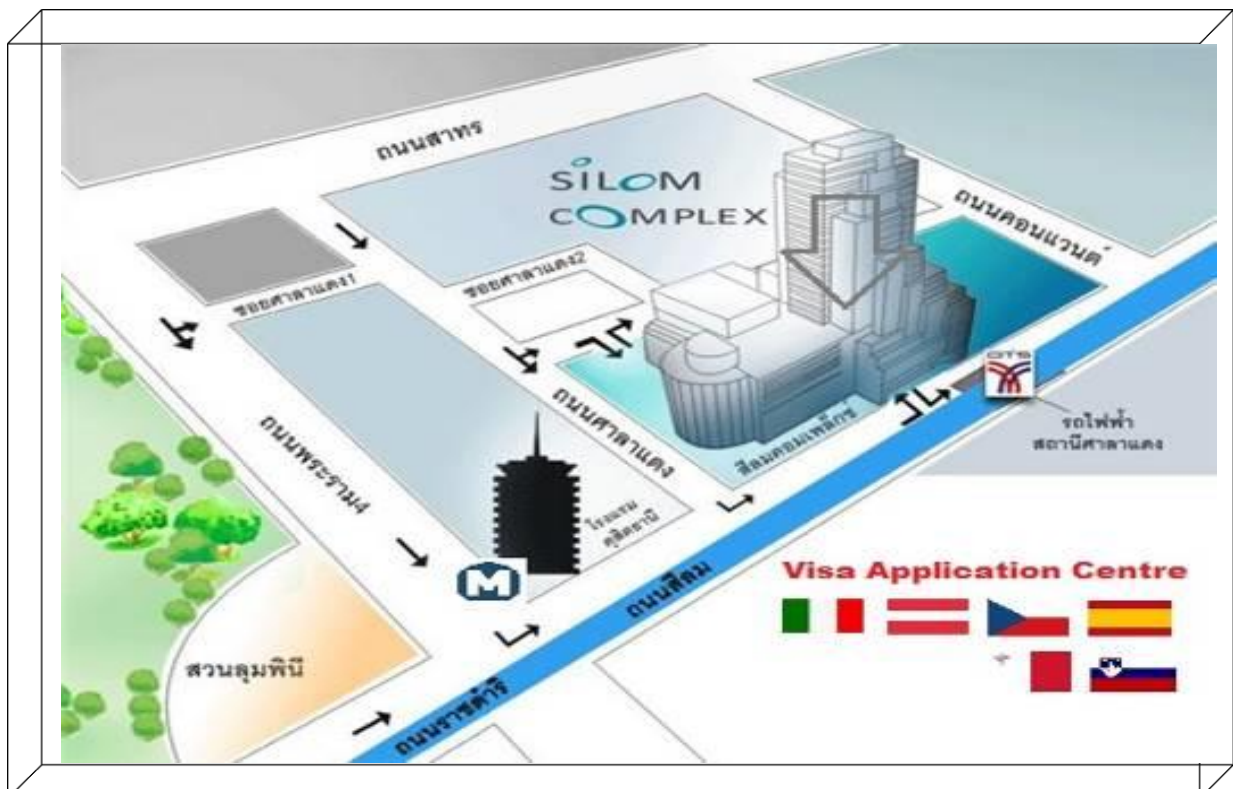 ถนนสาทร
SILOM
COMPLEX
ถนนคอนแวนต์
ซอยศาลาแดง1
ซอยศาลาแดง2
ถนนพระราม4
ถนนศาลาแดง
สีลมคอมเพล็กซ์
รถไฟฟ้า
สถานีศาลาแดง
โรงแรม
ดุสิตธานี
M
ถนนสีลม
สวนลุมพินี
ถนนราชดำริ
Visa Application Centre